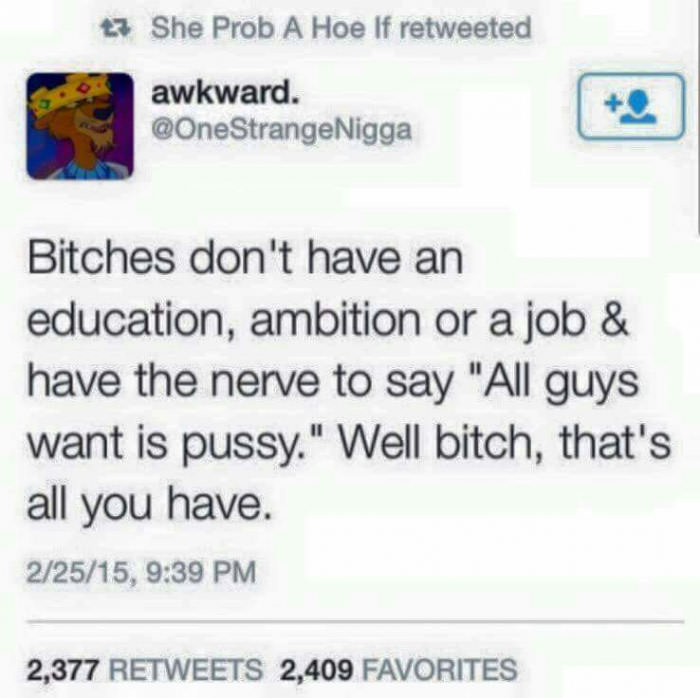 She Prob A Hoe If retweeted
awkward.
@OneStrangeNigga
Bitches don't have an
education, ambition or a job &
have the nerve to say "All guys
want is pussy." Well bitch, that's
all you have.
2/25/15, 9:39 PM
2,377 RETWEETS 2,409 FAVORITES